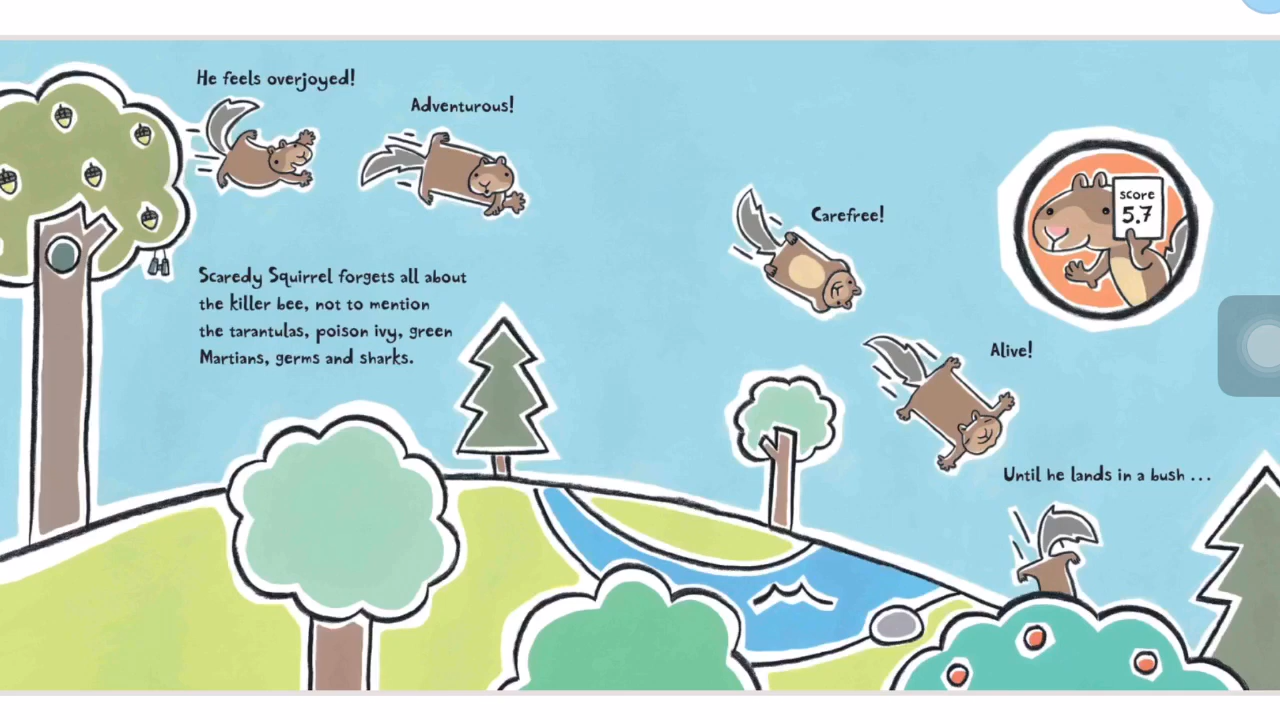 He feels overjoyed!
Adventurous!
Scaredy Squirrel forgets all about
the killer bee, not to mention
the tarantulas, poison ivy, green
Martians, germs and sharks.
Carefree!
score
5.7
Alive!
Until he lands in a bush ...